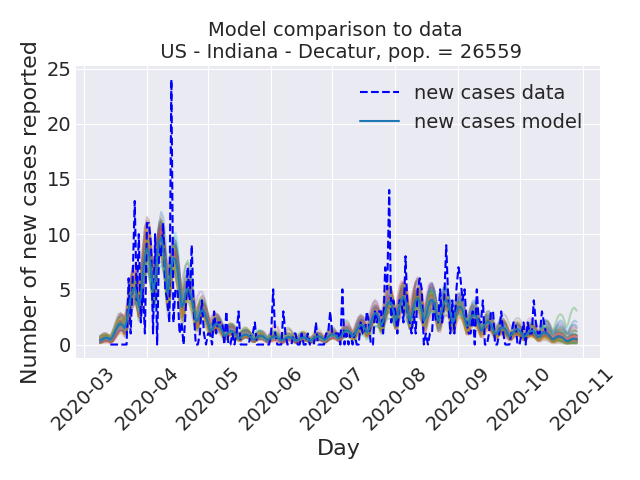 Model comparison to data
US - Indiana - Decatur, pop. = 26559
Number of new cases reported
25
20
15
10
5
0
new cases data
new cases model
2020-03
2020-04
2020-05
2020-06
2020-07
2020-08
2020-09
2020-10
2020-11
Day